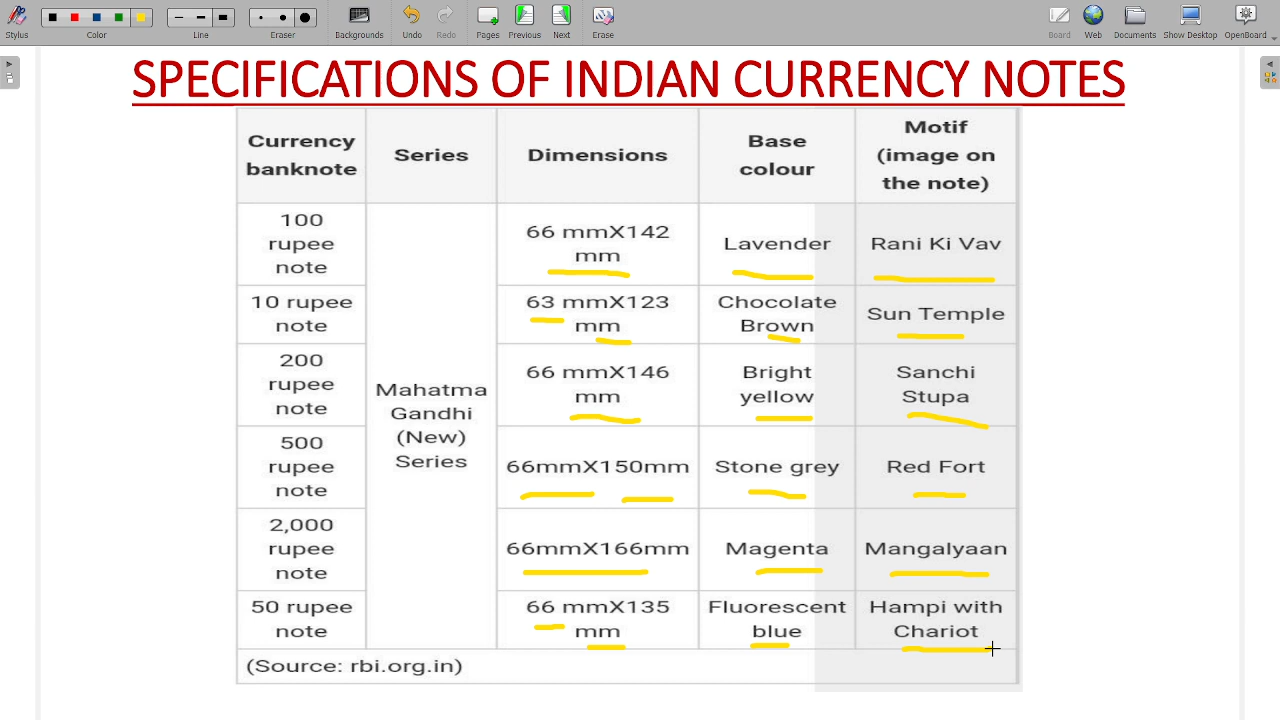 Stylus
Color
Line
Eraser
Backgrounds
Undo
Redo
Pages
Previous
Next
Erase
Board
Web
Documents
Show Desktop
OpenBoard
SPECIFICATIONS OF INDIAN CURRENCY NOTES
Currency
banknote
Series
Dimensions
Base
colour
Motif
(image on
the note)
100
rupee
note
66 mmX142
mm
Lavender
Rani Ki Vav
10 rupee
note
63 mmX123
mm
Chocolate
Brown
Sun Temple
200
rupee
note
66 mmX146
mm
Bright
yellow
Sanchi
Stupa
Mahatma
Gandhi
(New)
Series
500
rupee
note
66mmX150mm
Stone grey
Red Fort
2,000
rupee
note
66mmX166mm
Magenta
Mangalyaan
50 rupee
note
66 mmX135
mm
Fluorescent
blue
Hampi with
Chariot
(Source: rbi.org.in)